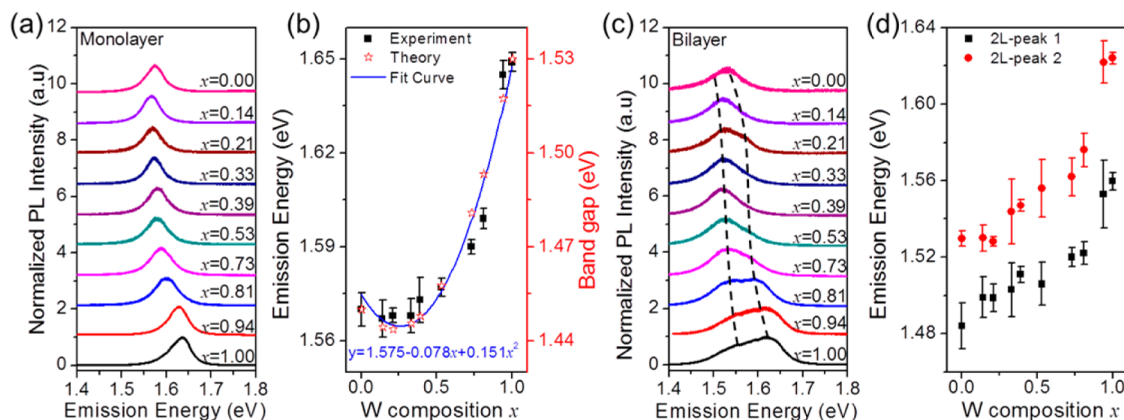 (a)
Normalized PL Intensity (a.u)
12
10
8
6
4
2
0
Monolayer
x=0.00
x=0.14
x=0.21
x=0.33
x=0.39
x=0.53
x=0.73
x=0.81
x=0.94
x=1.00
1.4 1.5 1.6 1.7 1.8
Emission Energy (eV)
(b)
Emission Energy (eV)
1.65
1.62
1.59
1.56
Experiment
Theory
Fit Curve
y=1.575-0.078x+0.151x²
1.53
1.50
1.47
1.44
Band gap (eV)
0.0 0.5 1.0
W composition x
(c)
Normalized PL Intensity (a.u)
12
10
8
6
4
2
0
Bilayer
x=0.00
x=0.14
x=0.21
x=0.33
x=0.39
x=0.53
x=0.73
x=0.81
x=0.94
x=1.00
1.4 1.5 1.6 1.7 1.8
Emission Energy (eV)
(d)
Emission Energy (eV)
1.64
1.60
1.56
1.52
1.48
2L-peak 1
2L-peak 2
0.0 0.5 1.0
W composition x